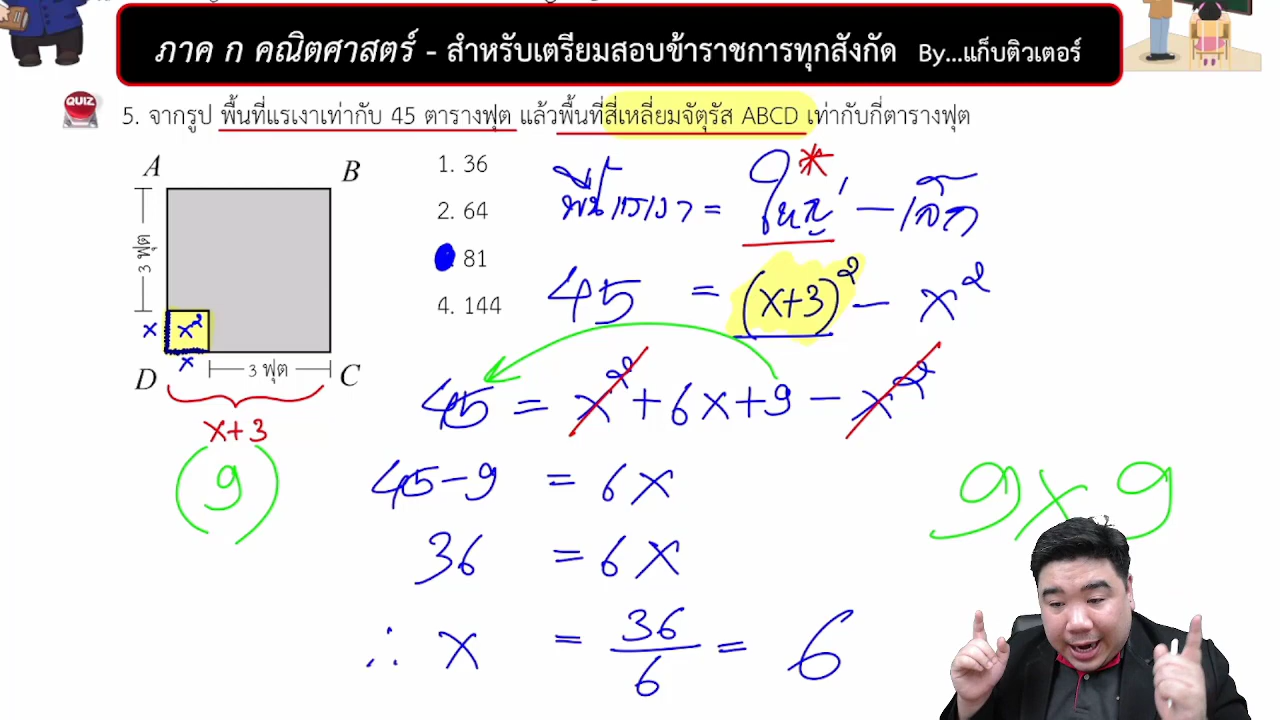 ภาค ก คณิตศาสตร์ - สำหรับเตรียมสอบข้าราชการทุกสังกัด By...แก็บติวเตอร์
QUIZ
5. จากรูป พื้นที่แรเงาเท่ากับ 45 ตารางฟุต แล้วพื้นที่สี่เหลี่ยมจัตุรัส ABCD เท่ากับกี่ตารางฟุต
A
B
3 ฟุต
x
x²
x
3 ฟุต
D
C
x+3
(9)
1. 36
2. 64
81
4. 144
พื้นที่แรเงา = ใหญ่* - เล็ก
45 = (x+3)² - x²
45 = x² + 6x + 9 - x²
45 - 9 = 6x
36 = 6x
∴ x = 36/6 = 6
9 x 9